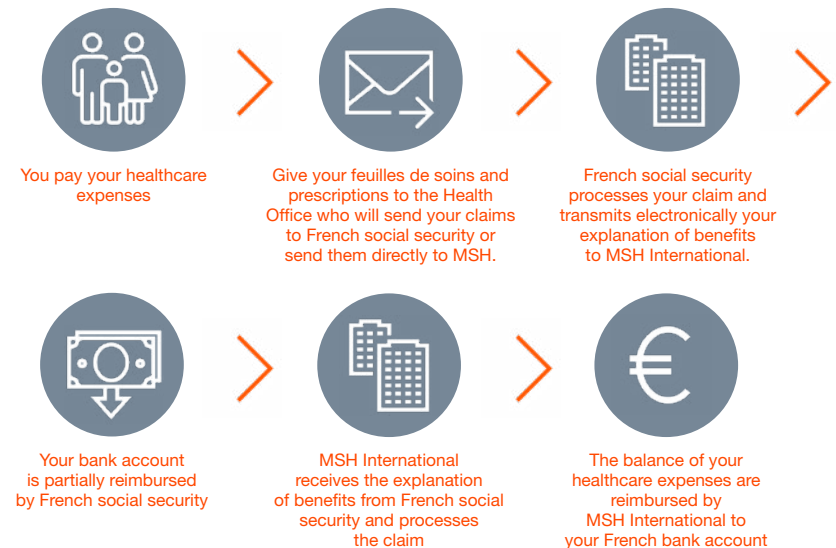 You pay your healthcare
expenses
Give your feuilles de soins and
prescriptions to the Health
Office who will send your claims
to French social security or
send them directly to MSH.
French social security
processes your claim and
transmits electronically your
explanation of benefits
to MSH International.
Your bank account
is partially reimbursed
by French social security
MSH International
receives the explanation
of benefits from French social
security and processes
the claim
€
The balance of your
healthcare expenses are
reimbursed by
MSH International to
your French bank account